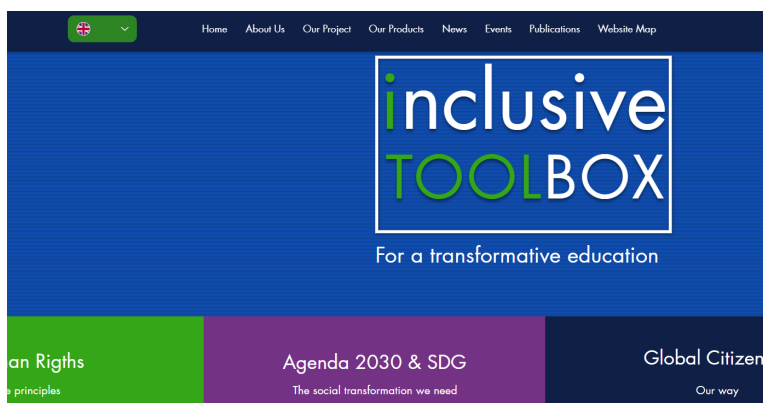 Home About Us Our Project Our Products News Events Publications Website Map
inclusive
TOOLBOX
For a transformative education
an Rigths Agenda 2030 & SDG Global Citizen
principles The social transformation we need Our way